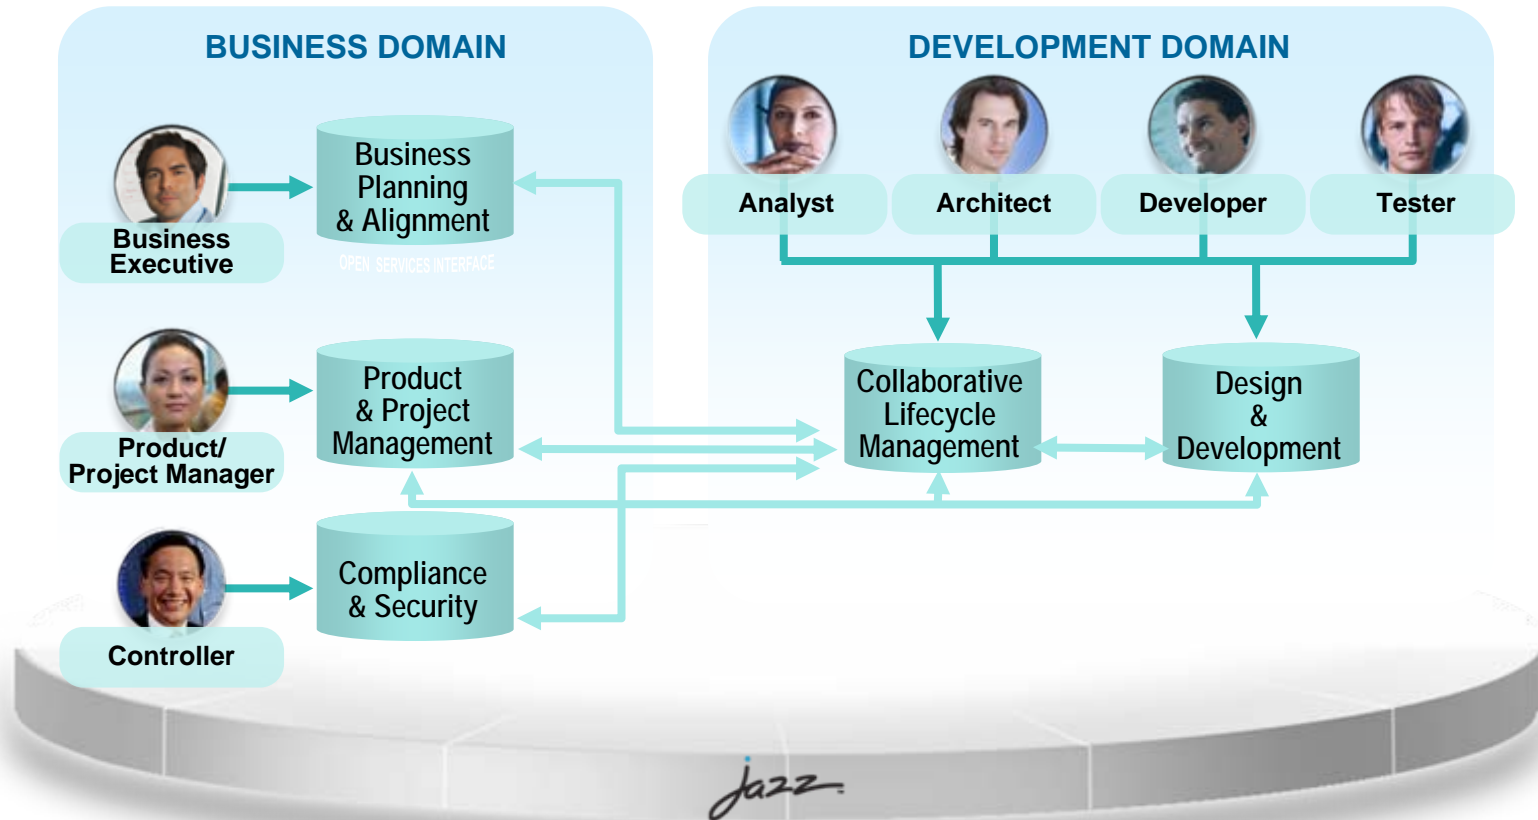 BUSINESS DOMAIN
Business
Planning
& Alignment
OPEN SERVICES INTERFACE
Business
Executive
Product
& Project
Management
Product/
Project Manager
Compliance
& Security
Controller
DEVELOPMENT DOMAIN
Analyst
Architect
Developer
Tester
Collaborative
Lifecycle
Management
Design
&
Development
jazz